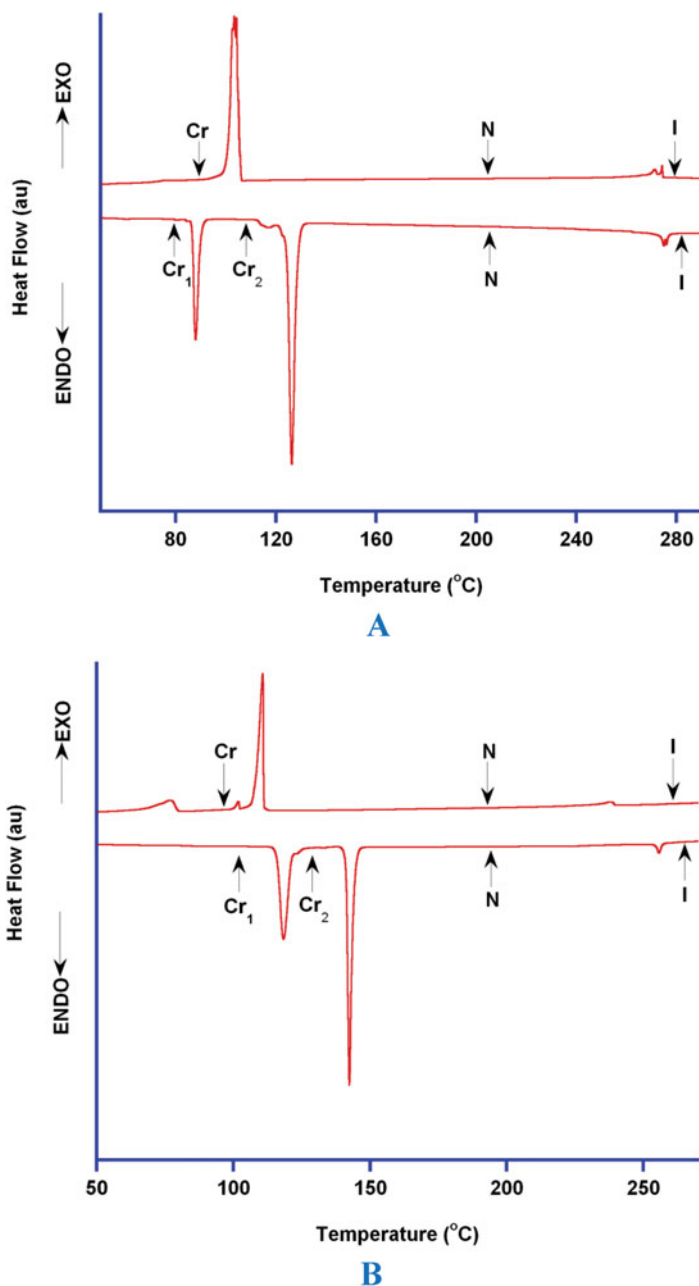 EXO
Heat Flow (au)
ENDO
Cr
N
I
Cr₁
Cr₂
N
I
80 120 160 200 240 280
Temperature (°C)
A
EXO
Heat Flow (au)
ENDO
Cr
N
I
Cr₁
Cr₂
N
I
50 100 150 200 250
Temperature (°C)
B